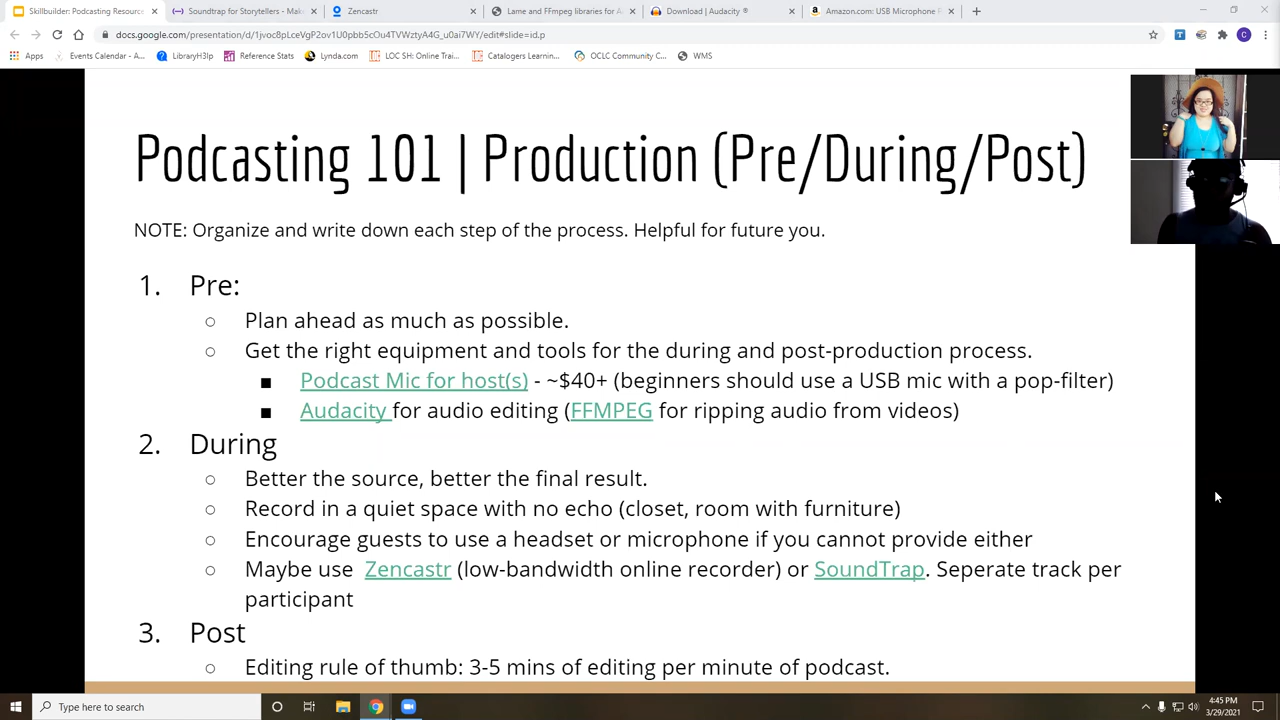 Skillbuilder: Podcasting Resource
Soundtrap for Storytellers - Make
Zencastr
Lame and FFmpeg libraries for A
Download | Audacity ®
Amazon.com: USB Microphone P
docs.google.com/presentation/d/1jvoc8pLceVgP2ov1U0pbb5cOu4TVWztyA4G_u0ai7WY/edit#slide=id.p
C
Apps
Events Calendar - A...
LibraryH3lp
Reference Stats
Lynda.com
LOC SH: Online Trai...
Catalogers Learnin...
OCLC Community C...
WMS
Podcasting 101 | Production (Pre/During/Post)
NOTE: Organize and write down each step of the process. Helpful for future you.
1. Pre:
○ Plan ahead as much as possible.
○ Get the right equipment and tools for the during and post-production process.
■ Podcast Mic for host(s) - ~$40+ (beginners should use a USB mic with a pop-filter)
■ Audacity for audio editing (FFMPEG for ripping audio from videos)
2. During
○ Better the source, better the final result.
○ Record in a quiet space with no echo (closet, room with furniture)
○ Encourage guests to use a headset or microphone if you cannot provide either
○ Maybe use Zencastr (low-bandwidth online recorder) or SoundTrap. Seperate track per
participant
3. Post
○ Editing rule of thumb: 3-5 mins of editing per minute of podcast.
Type here to search
4:45 PM
3/29/2021